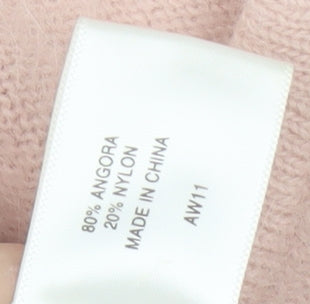 80% ANGORA
20% NYLON
MADE IN CHINA
AW11